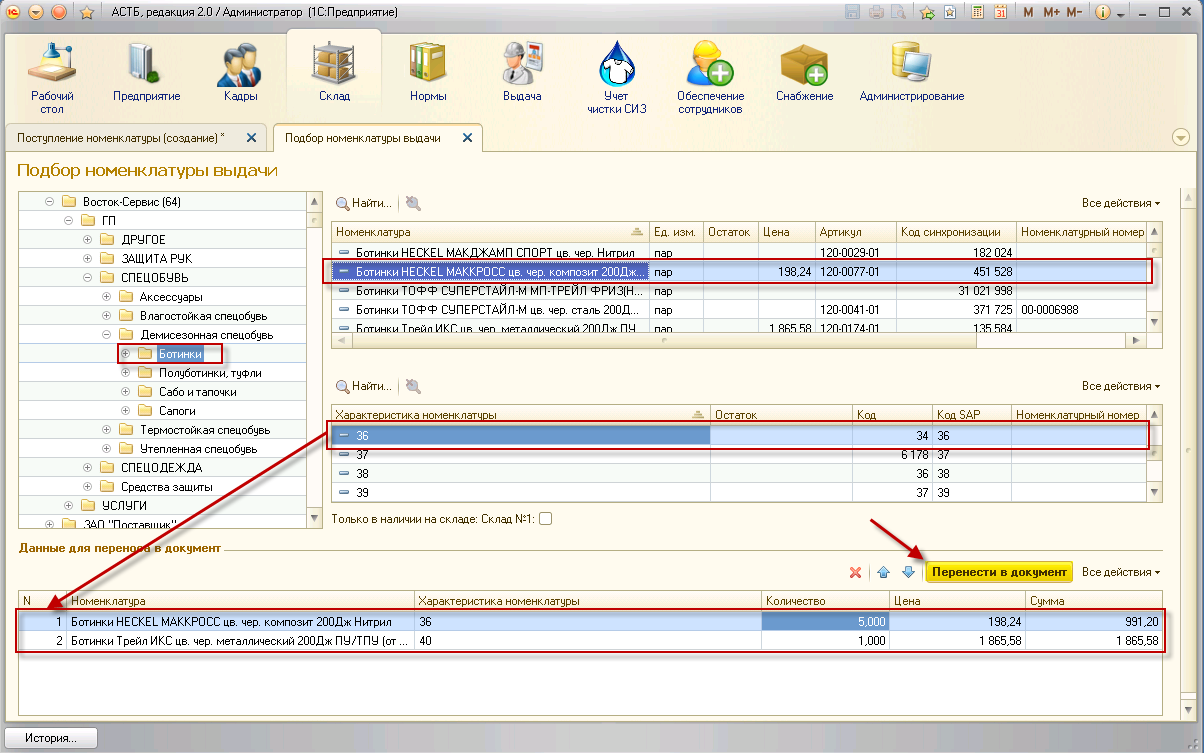 АСТБ, редакция 2.0 / Администратор (1С:Предприятие)
M M+ M-
Рабочий стол
Предприятие
Кадры
Склад
Нормы
Выдача
Учет чистки СИЗ
Обеспечение сотрудников
Снабжение
Администрирование
Поступление номенклатуры (создание) *
Подбор номенклатуры выдачи
Подбор номенклатуры выдачи
Восток-Сервис (64)
ГП
ДРУГОЕ
ЗАЩИТА РУК
СПЕЦОБУВЬ
Аксессуары
Влагостойкая спецобувь
Демисезонная спецобувь
Ботинки
Полуботинки, туфли
Сабо и тапочки
Сапоги
Термостойкая спецобувь
Утепленная спецобувь
СПЕЦОДЕЖДА
Средства защиты
УСЛУГИ
ЗАО "Поставщик"
Найти... Все действия
Номенклатура Ед. изм. Остаток Цена Артикул Код синхронизации Номенклатурный номер
Ботинки HECKEL МАКДЖАМП СПОРТ цв. чер. Нитрил пар 120-0029-01 182 024
Ботинки HECKEL МАККРОСС цв. чер. композит 200Дж... пар 198,24 120-0077-01 451 528
Ботинки ТОФФ СУПЕРСТАЙЛ-М МП-ТРЕЙЛ ФРИЗ(Н... пар 31 021 998
Ботинки ТОФФ СУПЕРСТАЙЛ-М цв. чер. сталь 200Д... пар 120-0041-01 371 725 00-0006988
Ботинки Трейл ИКС цв. чер. металлический 200Дж ПУ... пар 1 865,58 120-0174-01 135 584
Найти... Все действия
Характеристика номенклатуры Остаток Код Код SAP Номенклатурный номер
36 34 36
37 6 178 37
38 36 38
39 37 39
Только в наличии на складе: Склад №1:
Данные для переноса в документ
Перенести в документ Все действия
N Номенклатура Характеристика номенклатуры Количество Цена Сумма
1 Ботинки HECKEL МАККРОСС цв. чер. композит 200Дж Нитрил 36 5,000 198,24 991,20
2 Ботинки Трейл ИКС цв. чер. металлический 200Дж ПУ/ТПУ (от ... 40 1,000 1 865,58 1 865,58
История...